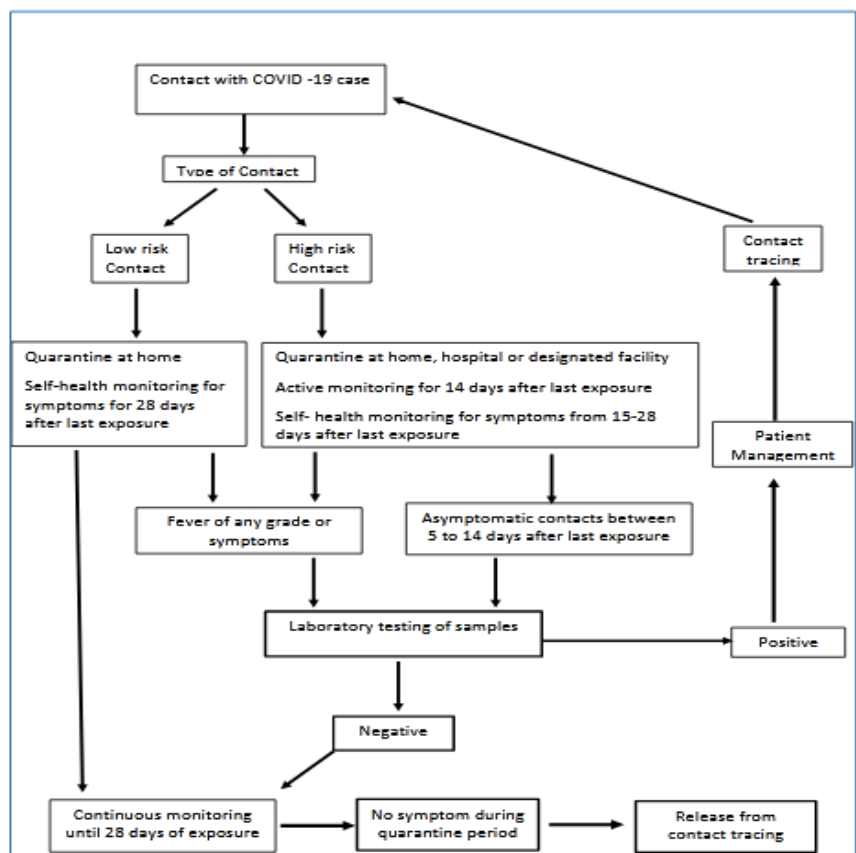 Contact with COVID -19 case
Type of Contact
Low risk
Contact
High risk
Contact
Contact
tracing
Quarantine at home
Self-health monitoring for
symptoms for 28 days
after last exposure
Quarantine at home, hospital or designated facility
Active monitoring for 14 days after last exposure
Self- health monitoring for symptoms from 15-28
days after last exposure
Patient
Management
Fever of any grade or
symptoms
Asymptomatic contacts between
5 to 14 days after last exposure
Laboratory testing of samples
Positive
Negative
Continuous monitoring
until 28 days of exposure
No symptom during
quarantine period
Release from
contact tracing